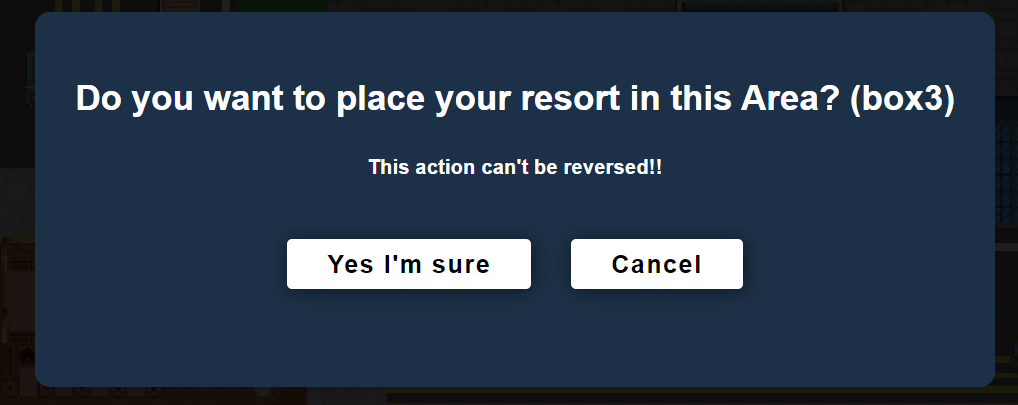 Do you want to place your resort in this Area? (box3)
This action can't be reversed!!
Yes I'm sure
Cancel